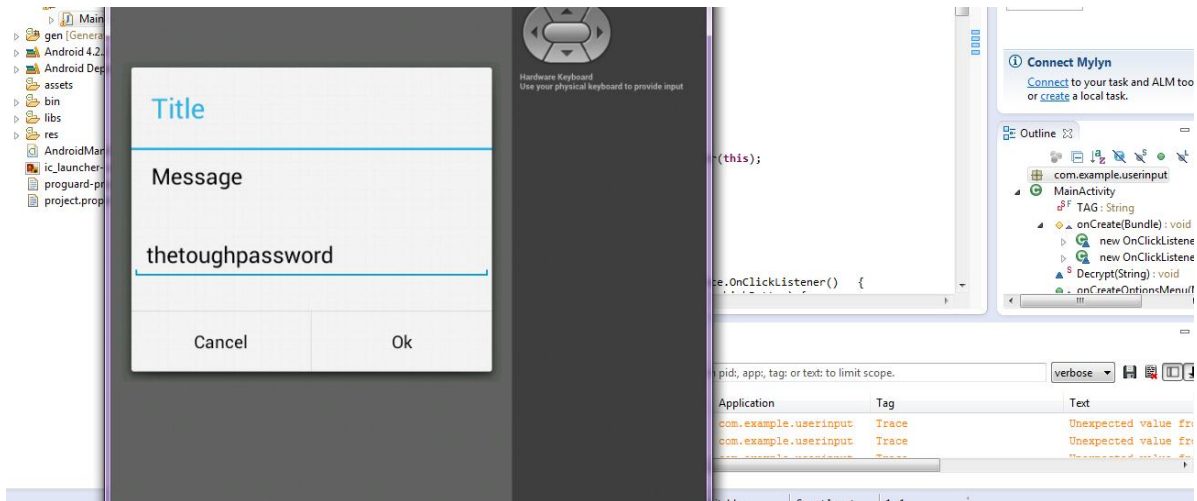 Main
gen [Genera
Android 4.2.
Android Dep
assets
bin
libs
res
AndroidMan
ic_launcher-
proguard-pr
project.prop
Title
Message
thetoughpassword
Cancel
Ok
Hardware Keyboard
Use your physical keyboard to provide input
r(this);
e.OnClickListener() {
Connect Mylyn
Connect to your task and ALM too
or create a local task.
Outline
com.example.userinput
MainActivity
TAG : String
onCreate(Bundle) : void
new OnClickListene
new OnClickListene
Decrypt(String) : void
onCreateOptionsMenu(M
pid:, app:, tag: or text: to limit scope.
verbose
Application Tag Text
com.example.userinput Trace Unexpected value fr
com.example.userinput Trace Unexpected value fr